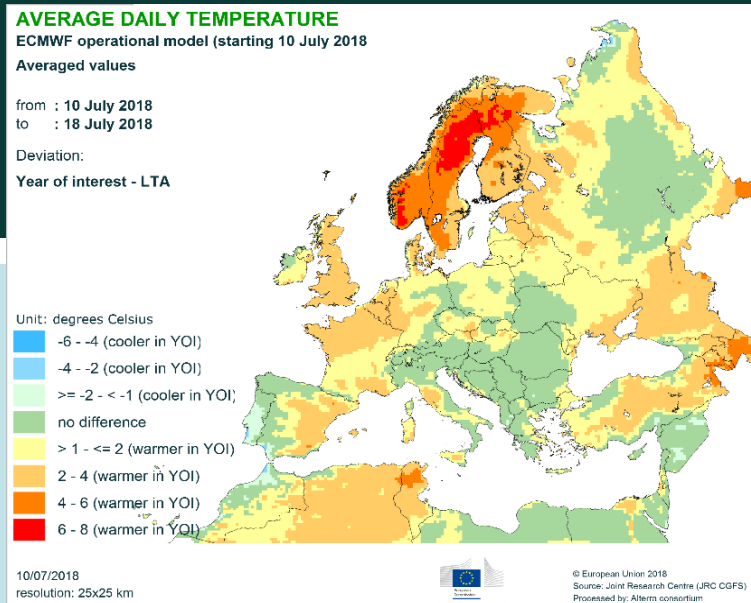 AVERAGE DAILY TEMPERATURE
ECMWF operational model (starting 10 July 2018
Averaged values
from : 10 July 2018
to : 18 July 2018
Deviation:
Year of interest - LTA
Unit: degrees Celsius
-6 - -4 (cooler in YOI)
-4 - -2 (cooler in YOI)
>= -2 - < -1 (cooler in YOI)
no difference
> 1 - <= 2 (warmer in YOI)
2 - 4 (warmer in YOI)
4 - 6 (warmer in YOI)
6 - 8 (warmer in YOI)
10/07/2018
resolution: 25x25 km
© European Union 2018
Source: Joint Research Centre (JRC CGFS)
Processed by: Alterra consortium